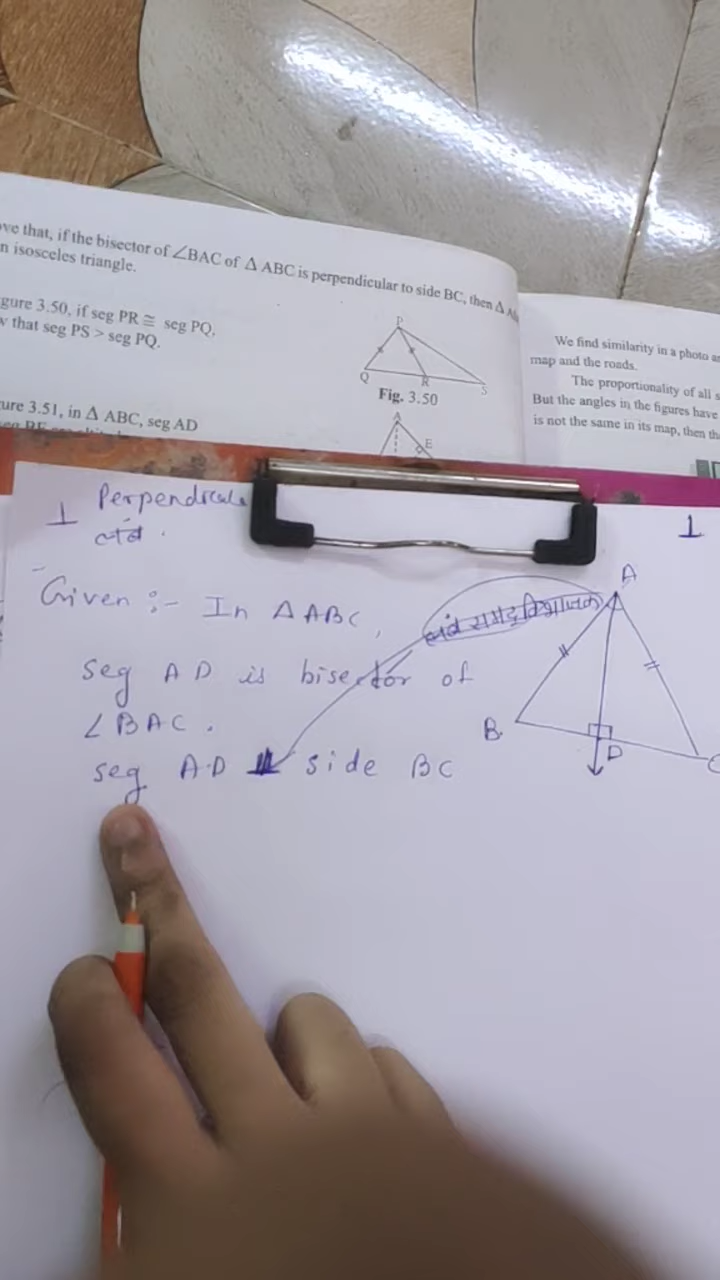 ve that, if the bisector of ∠BAC of Δ ABC is perpendicular to side BC, then Δ
n isosceles triangle.
gure 3.50, if seg PR ≅ seg PQ,
that seg PS > seg PQ.
P
Q
R
S
Fig. 3.50
ure 3.51, in Δ ABC, seg AD
A
E
We find similarity in a photo
map and the roads.
The proportionality of all
But the angles in the figures have
is not the same in its map, then
⊥ Perpendicula
लंब.
⊥
Given :- In ΔABC,
लंब समदुविभाजक
seg AD is bisector of
∠BAC.
seg AD ⊥ side BC
A
B
D
C